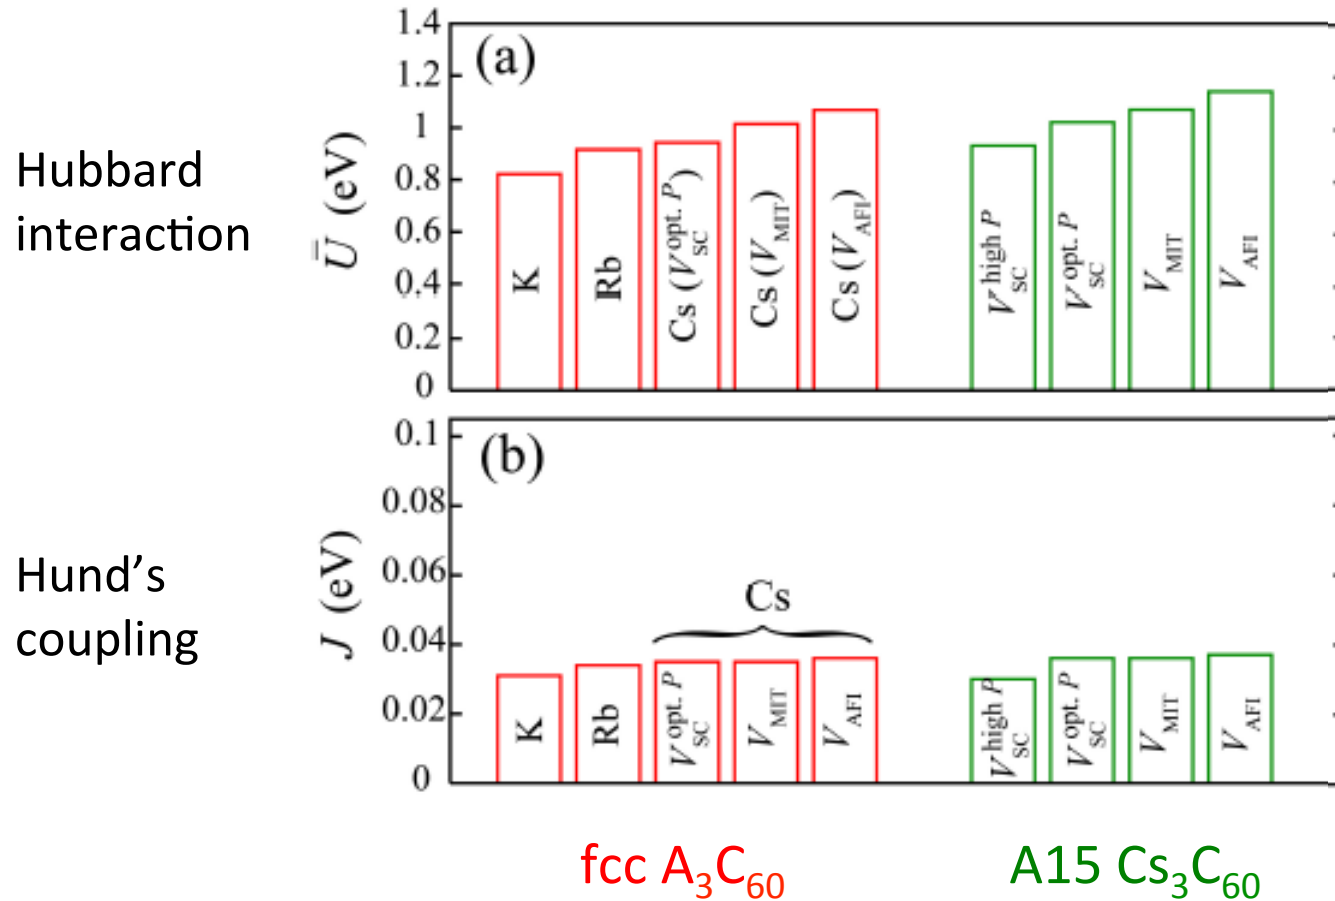 Hubbard
interaction
(a)
Ū (eV)
1.4
1.2
1
0.8
0.6
0.4
0.2
0
K
Rb
Cs (V_SC^opt. P)
Cs (V_MIT)
Cs (V_AFI)
V_SC^high P
V_SC^opt. P
V_MIT
V_AFI
Hund’s
coupling
(b)
J (eV)
0.1
0.08
0.06
0.04
0.02
0
Cs
K
Rb
V_SC^opt. P
V_MIT
V_AFI
V_SC^high P
V_SC^opt. P
V_MIT
V_AFI
fcc A₃C₆₀
A15 Cs₃C₆₀